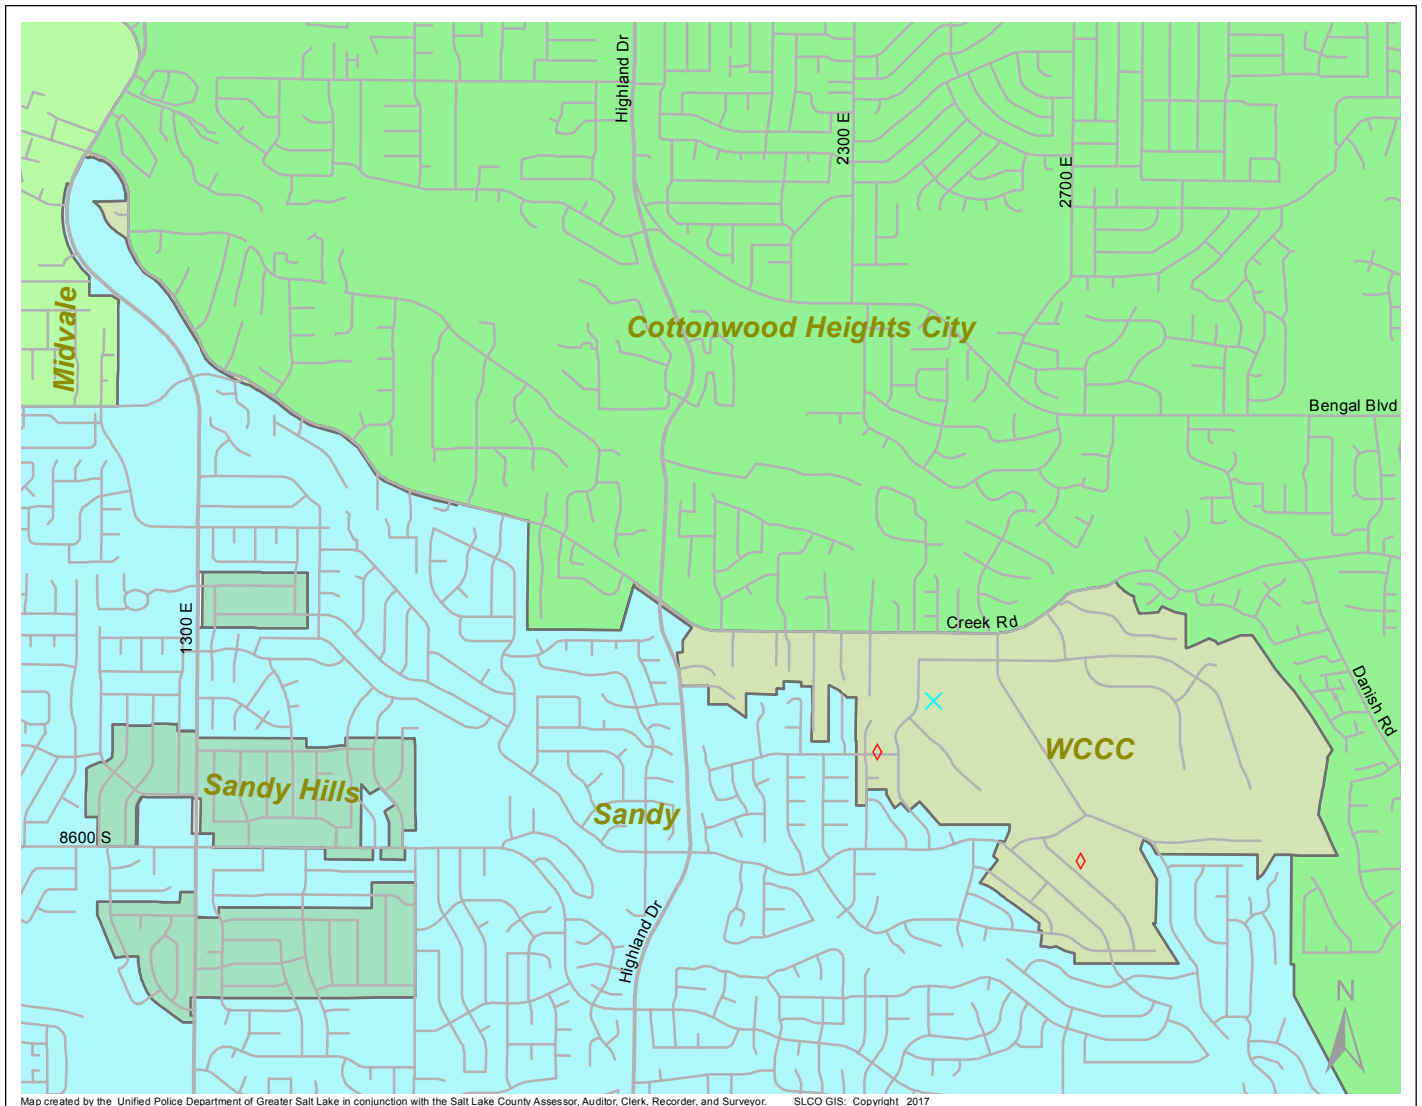 Highland Dr
2300 E
2700 E
Midvale
Cottonwood Heights City
Bengal Blvd
1300 E
Creek Rd
Danish Rd
WCCC
Sandy Hills
Sandy
8600 S
Highland Dr
N
Map created by the Unified Police Department of Greater Salt Lake in conjunction with the Salt Lake County Assessor, Auditor, Clerk, Recorder, and Surveyor. SLCO GIS: Copyright 2017